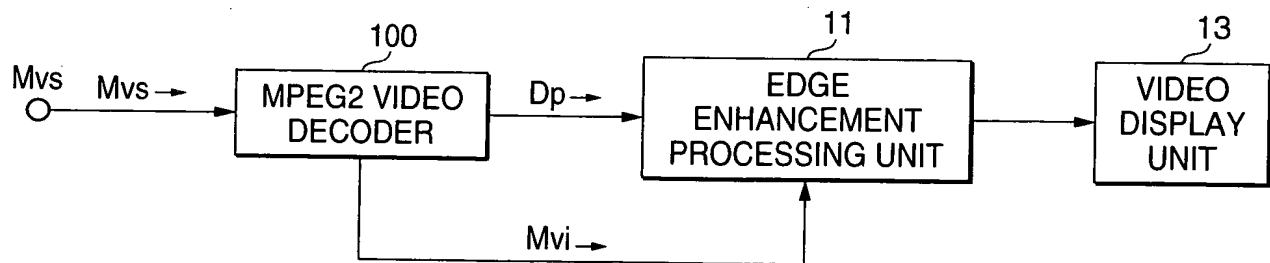 100
11
13
Mvs
Mvs →
MPEG2 VIDEO
DECODER
Dp →
EDGE
ENHANCEMENT
PROCESSING UNIT
VIDEO
DISPLAY
UNIT
Mvi →